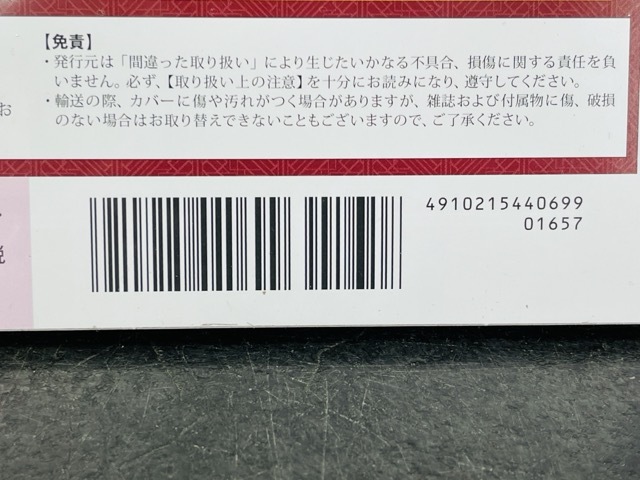 【免責】
・発行元は「間違った取り扱い」により生じたいかなる不具合、損傷に関する責任を負
いません。必ず、【取り扱い上の注意】を十分にお読みになり、遵守してください。
・輸送の際、カバーに傷や汚れがつく場合がありますが、雑誌および付属物に傷、破損
のない場合はお取り替えできないこともございますので、ご了承ください。
お
税
4910215440699
01657